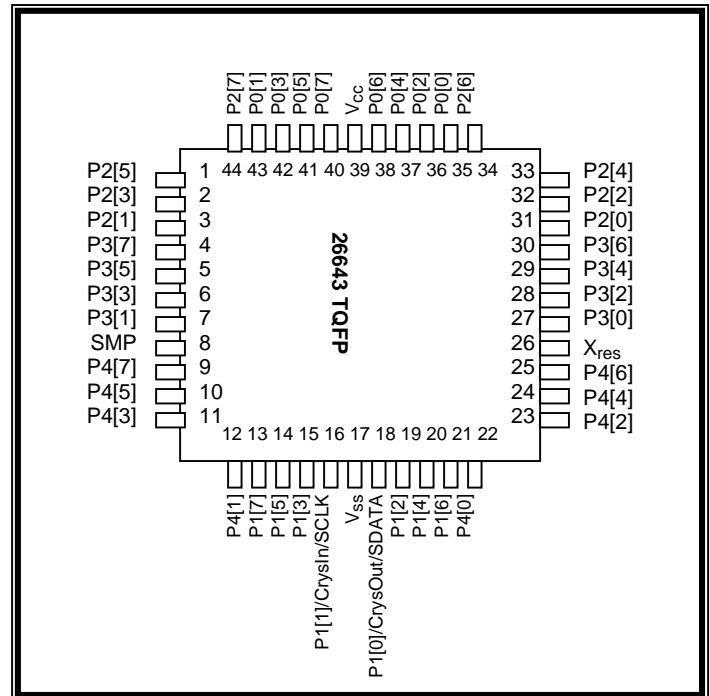 P2[7]
P0[1]
P0[3]
P0[5]
P0[7]
Vcc
P0[6]
P0[4]
P0[2]
P0[0]
P2[6]
44 43 42 41 40 39 38 37 36 35 34
P2[5] 1
P2[3] 2
P2[1] 3
P3[7] 4
P3[5] 5
P3[3] 6
P3[1] 7
SMP 8
P4[7] 9
P4[5] 10
P4[3] 11
26643 TQFP
33 P2[4]
32 P2[2]
31 P2[0]
30 P3[6]
29 P3[4]
28 P3[2]
27 P3[0]
26 Xres
25 P4[6]
24 P4[4]
23 P4[2]
12 13 14 15 16 17 18 19 20 21 22
P4[1]
P1[7]
P1[5]
P1[3]
P1[1]/CrysIn/SCLK
Vss
P1[0]/CrysOut/SDATA
P1[2]
P1[4]
P1[6]
P4[0]